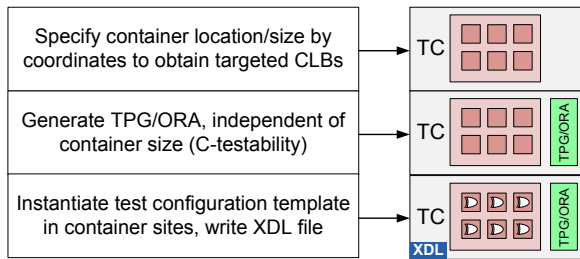 Specify container location/size by
coordinates to obtain targeted CLBs
TC
Generate TPG/ORA, independent of
container size (C-testability)
TC
TPG/ORA
Instantiate test configuration template
in container sites, write XDL file
TC
XDL
TPG/ORA